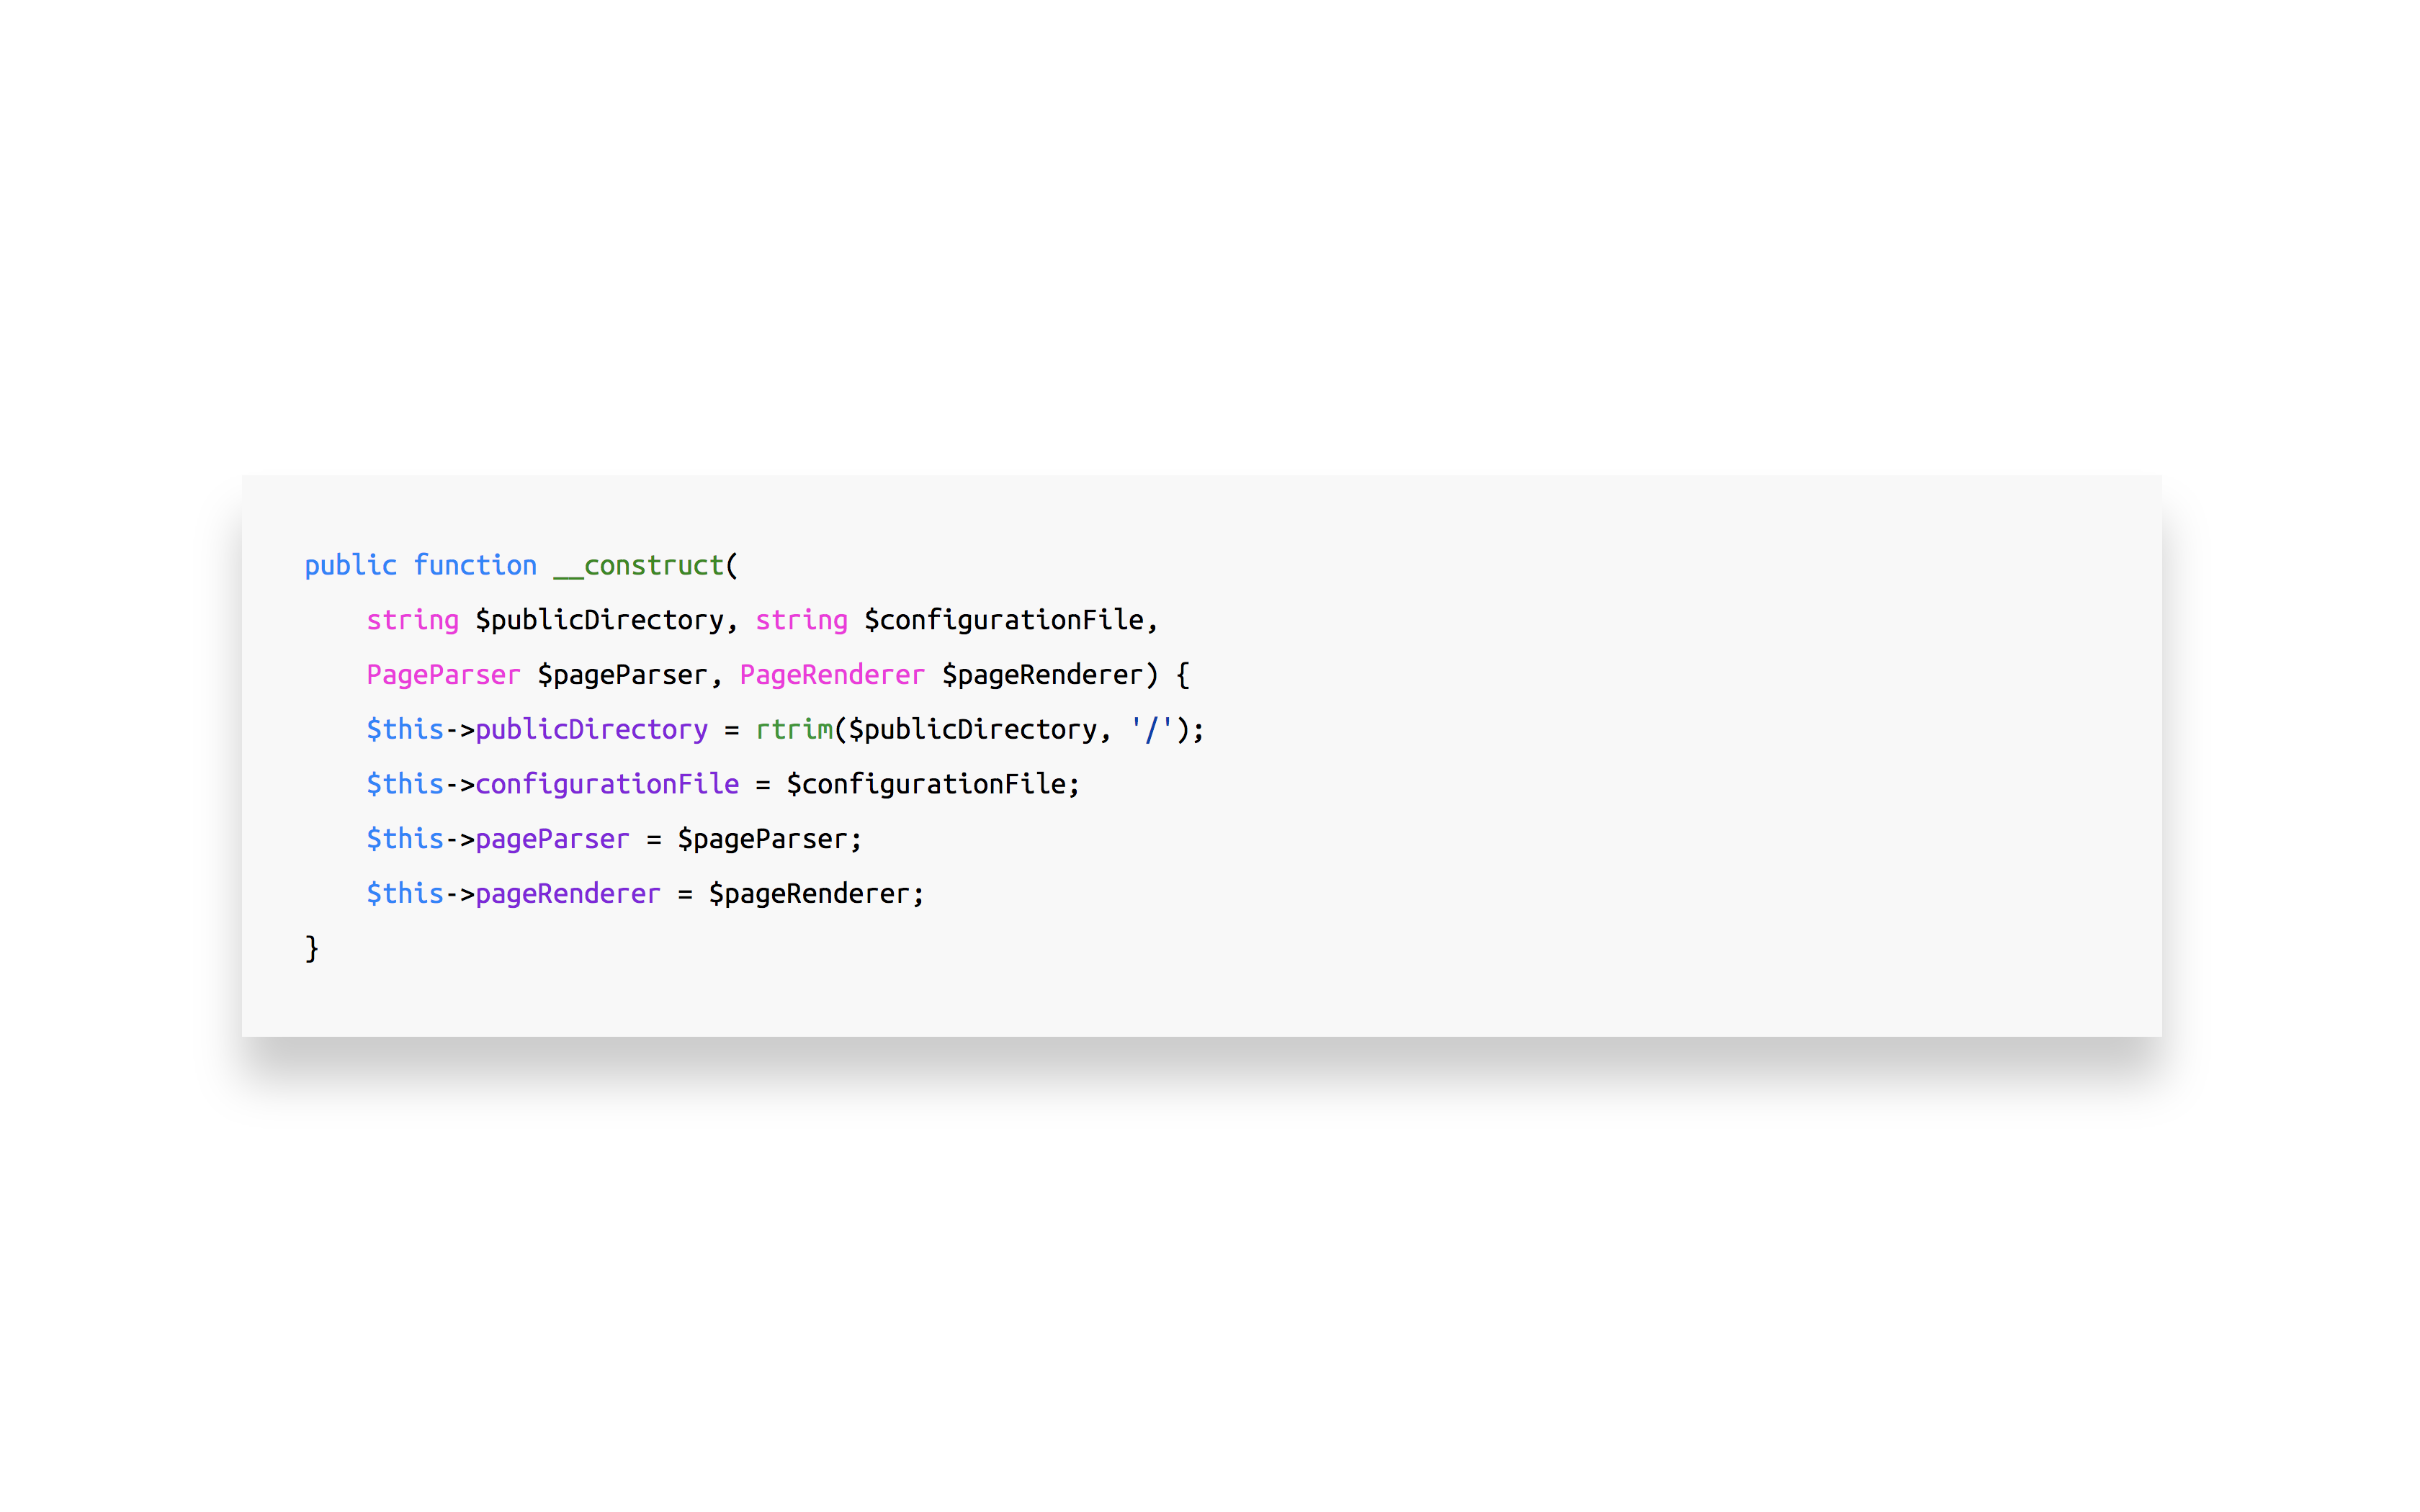 public function __construct(
    string $publicDirectory, string $configurationFile,
    PageParser $pageParser, PageRenderer $pageRenderer) {
    $this->publicDirectory = rtrim($publicDirectory, '/');
    $this->configurationFile = $configurationFile;
    $this->pageParser = $pageParser;
    $this->pageRenderer = $pageRenderer;
}